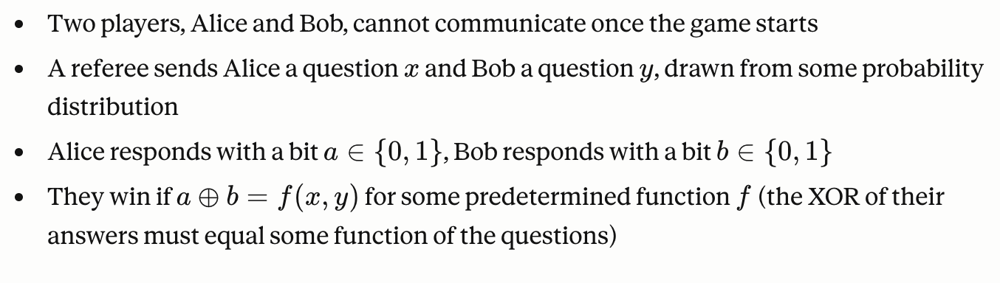 • Two players, Alice and Bob, cannot communicate once the game starts
• A referee sends Alice a question x and Bob a question y, drawn from some probability
distribution
• Alice responds with a bit a ∈ {0, 1}, Bob responds with a bit b ∈ {0, 1}
• They win if a ⊕ b = f(x, y) for some predetermined function f (the XOR of their
answers must equal some function of the questions)